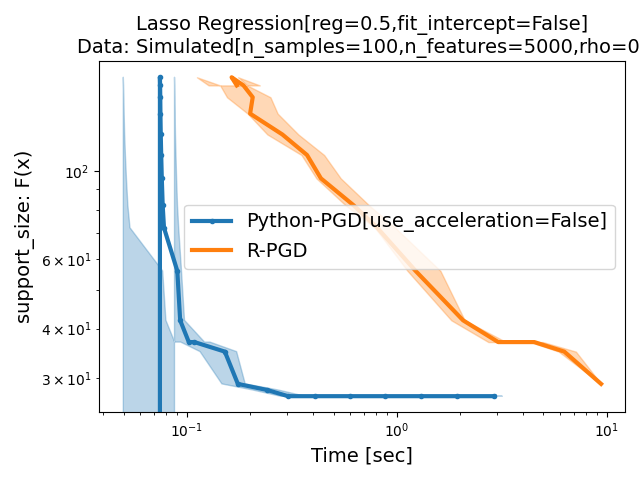 Lasso Regression[reg=0.5,fit_intercept=False]
Data: Simulated[n_samples=100,n_features=5000,rho=0
support_size: F(x)
10²
6 × 10¹
4 × 10¹
3 × 10¹
Python-PGD[use_acceleration=False]
R-PGD
10⁻¹
10⁰
10¹
Time [sec]